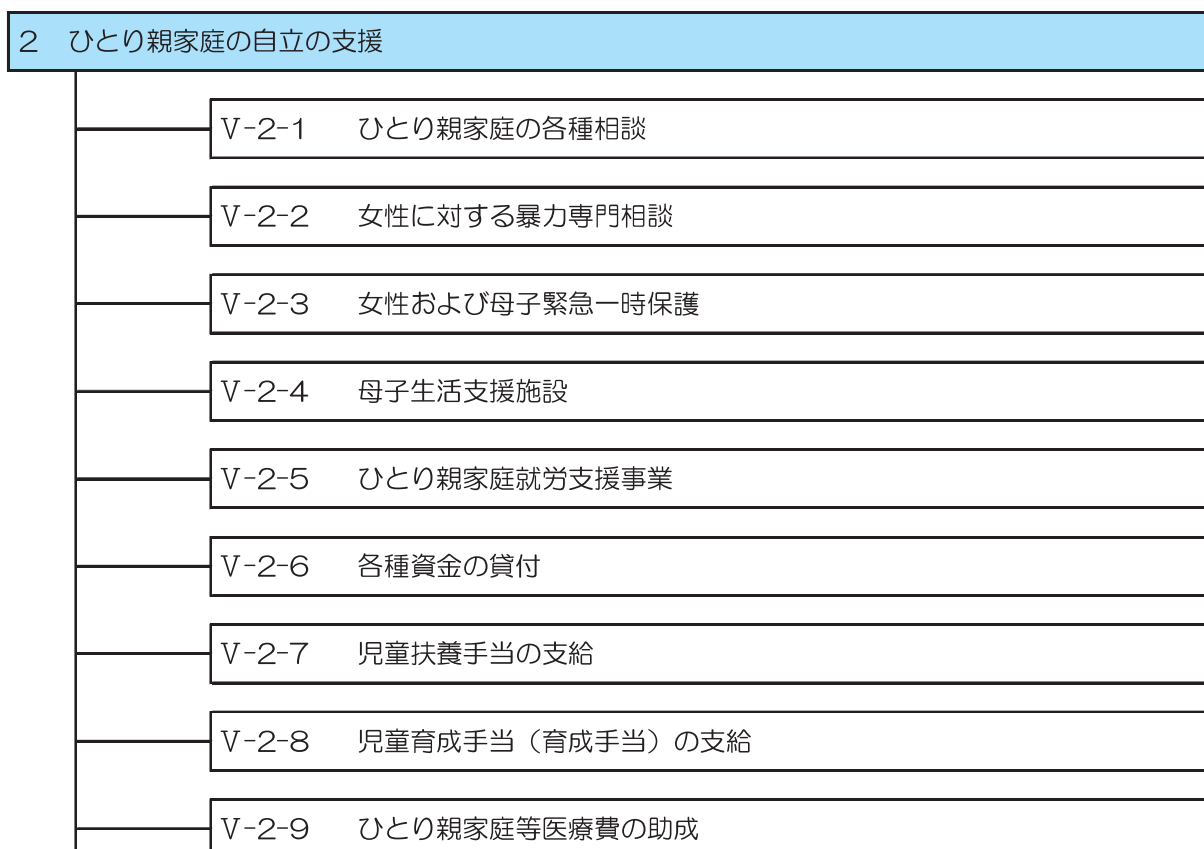 2 ひとり親家庭の自立の支援
Ⅴ-2-1 ひとり親家庭の各種相談
Ⅴ-2-2 女性に対する暴力専門相談
Ⅴ-2-3 女性および母子緊急一時保護
Ⅴ-2-4 母子生活支援施設
Ⅴ-2-5 ひとり親家庭就労支援事業
Ⅴ-2-6 各種資金の貸付
Ⅴ-2-7 児童扶養手当の支給
Ⅴ-2-8 児童育成手当（育成手当）の支給
Ⅴ-2-9 ひとり親家庭等医療費の助成